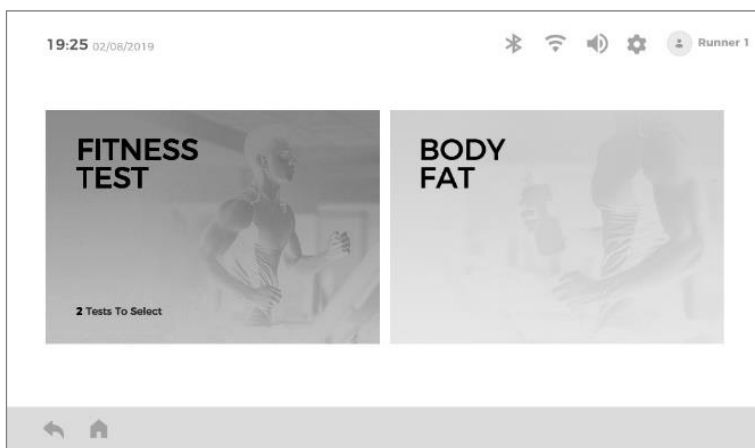 19:25 02/08/2019
Runner 1
FITNESS
TEST
2 Tests To Select
BODY
FAT